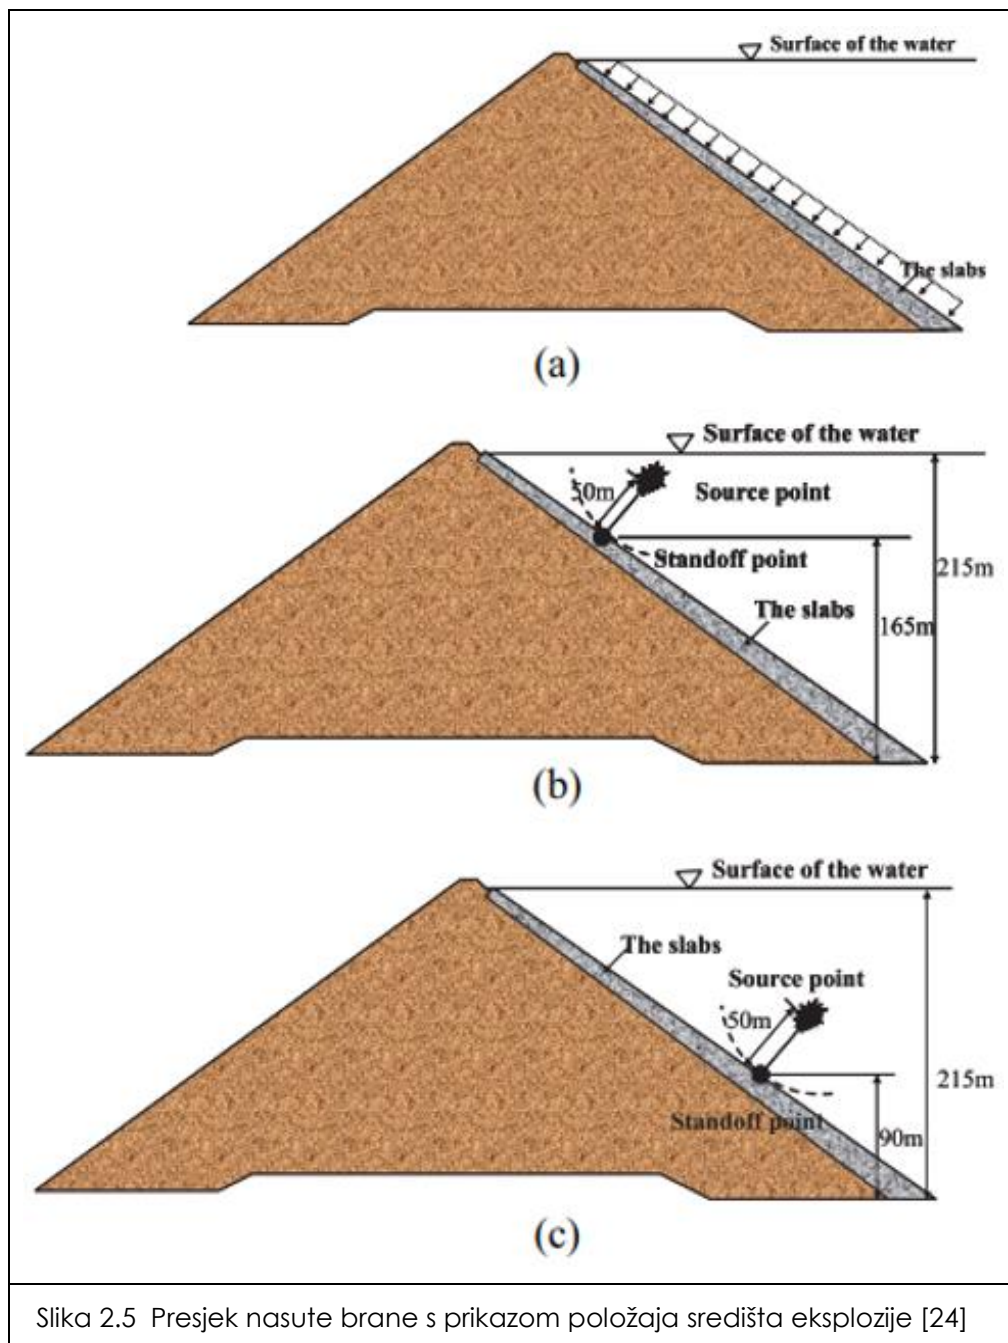 Surface of the water
The slabs
(a)
Surface of the water
50m
Source point
Standoff point
215m
The slabs
165m
(b)
Surface of the water
The slabs
Source point
50m
215m
Standoff point
90m
(c)
Slika 2.5 Presjek nasute brane s prikazom položaja središta eksplozije [24]